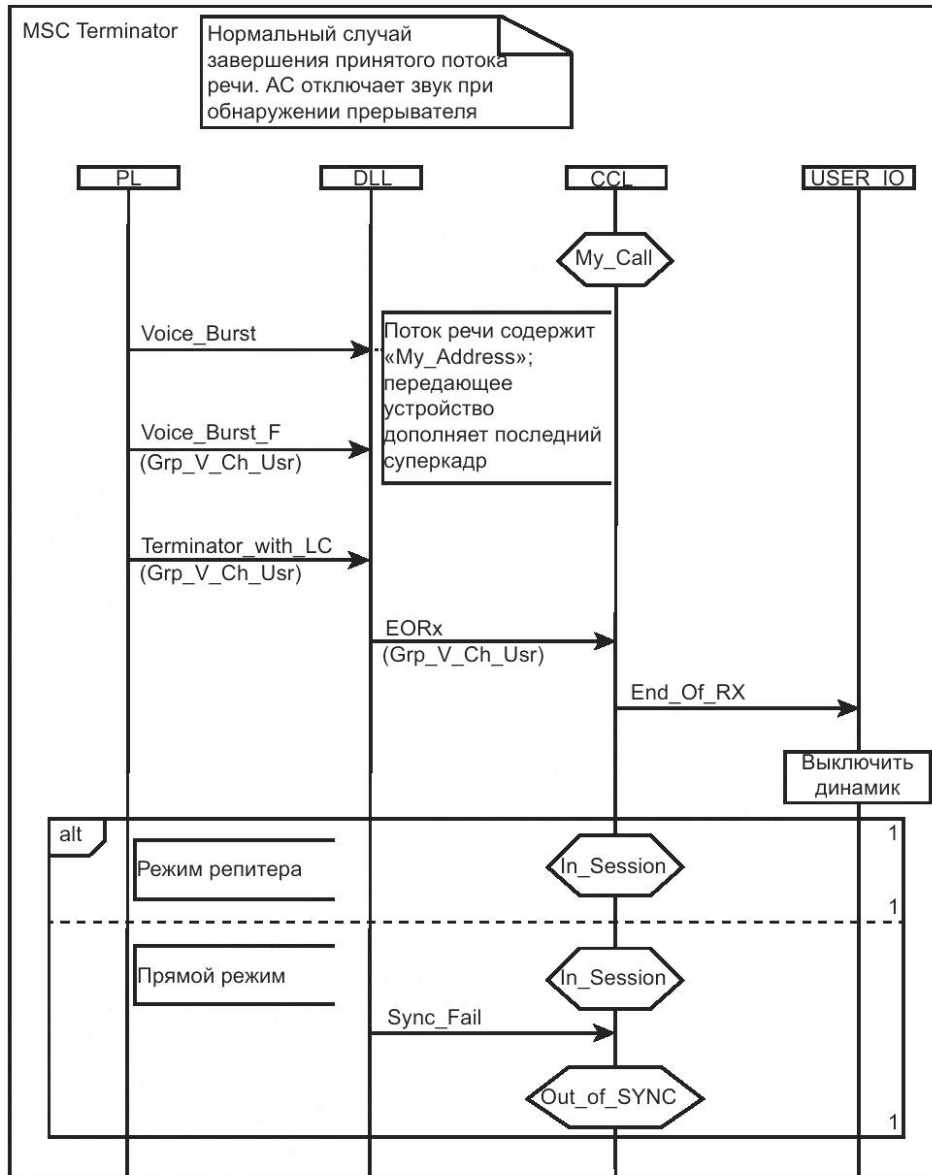 MSC Terminator
Нормальный случай
завершения принятого потока
речи. АС отключает звук при
обнаружении прерывателя
PL
DLL
CCL
USER_IO
My_Call
Voice_Burst
Поток речи содержит
«My_Address»;
передающее
устройство
дополняет последний
суперкадр
Voice_Burst_F
(Grp_V_Ch_Usr)
Terminator_with_LC
(Grp_V_Ch_Usr)
EORx
(Grp_V_Ch_Usr)
End_Of_RX
Выключить
динамик
alt
1
Режим репитера
In_Session
1
Прямой режим
In_Session
Sync_Fail
Out_of_SYNC
1